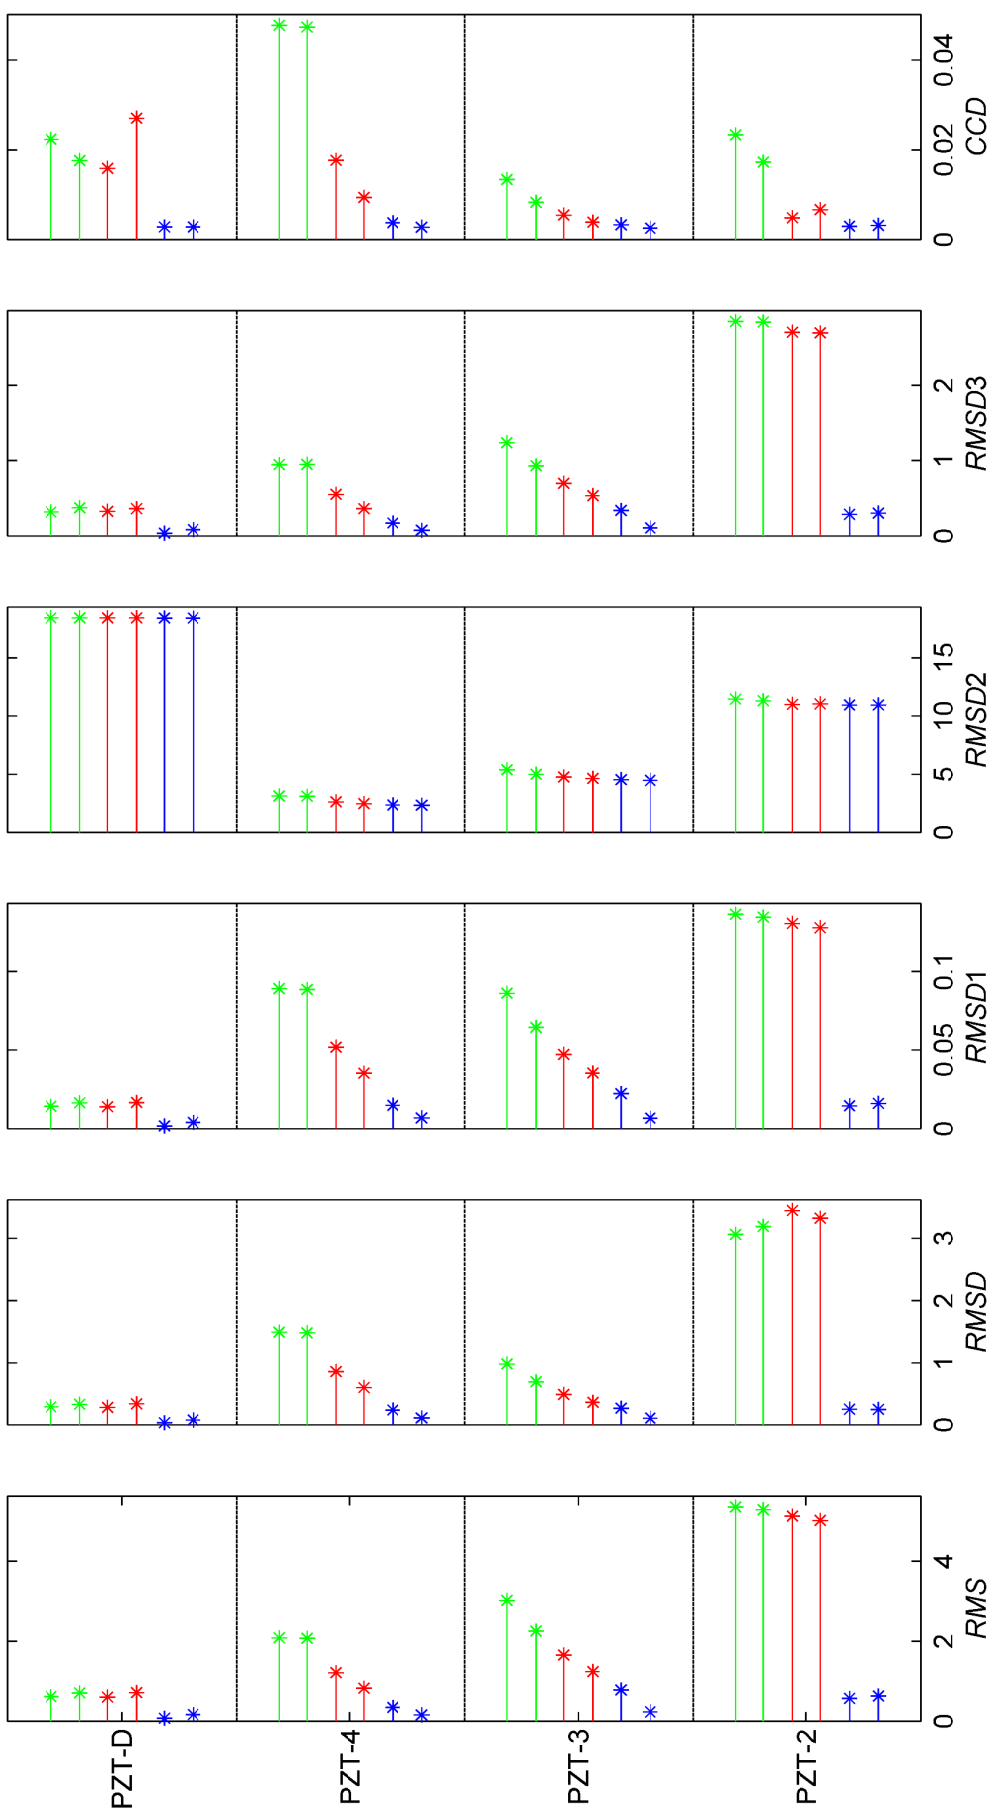 0 0.02 0.04
CCD
0 1 2
RMSD3
0 5 10 15
RMSD2
0 0.05 0.1
RMSD1
0 1 2 3
RMSD
0 2 4
RMS
PZT-D PZT-4 PZT-3 PZT-2